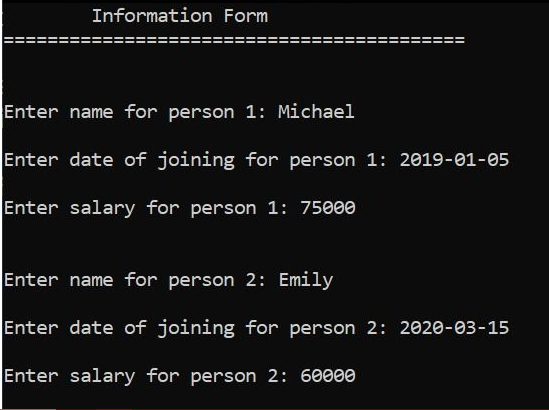 Information Form
==========================================
Enter name for person 1: Michael
Enter date of joining for person 1: 2019-01-05
Enter salary for person 1: 75000
Enter name for person 2: Emily
Enter date of joining for person 2: 2020-03-15
Enter salary for person 2: 60000